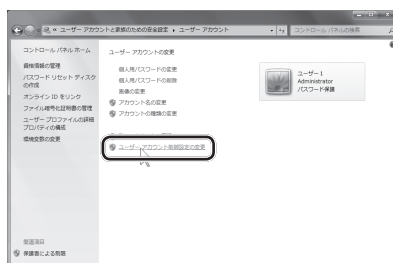 « ユーザー アカウントと家族のための安全設定 ▸ ユーザー アカウント
コントロール パネルの検索
コントロール パネル ホーム
資格情報の管理
パスワード リセット ディスクの作成
オンライン ID をリンク
ファイル暗号化証明書の管理
ユーザー プロファイルの詳細プロパティの構成
環境変数の変更
ユーザー アカウントの変更
個人用パスワードの変更
個人用パスワードの削除
画像の変更
アカウント名の変更
アカウントの種類の変更
ユーザー アカウント制御設定の変更
ユーザー 1
Administrator
パスワード保護
関連項目
保護者による制限